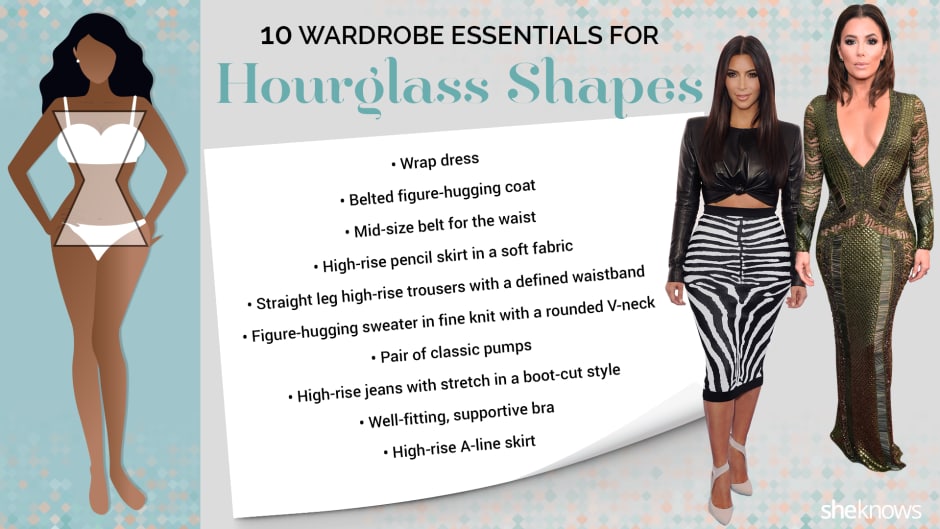 10 WARDROBE ESSENTIALS FOR
Hourglass Shapes
• Wrap dress
• Belted figure-hugging coat
• Mid-size belt for the waist
• High-rise pencil skirt in a soft fabric
• Straight leg high-rise trousers with a defined waistband
• Figure-hugging sweater in fine knit with a rounded V-neck
• Pair of classic pumps
• High-rise jeans with stretch in a boot-cut style
• Well-fitting, supportive bra
• High-rise A-line skirt
sheknows